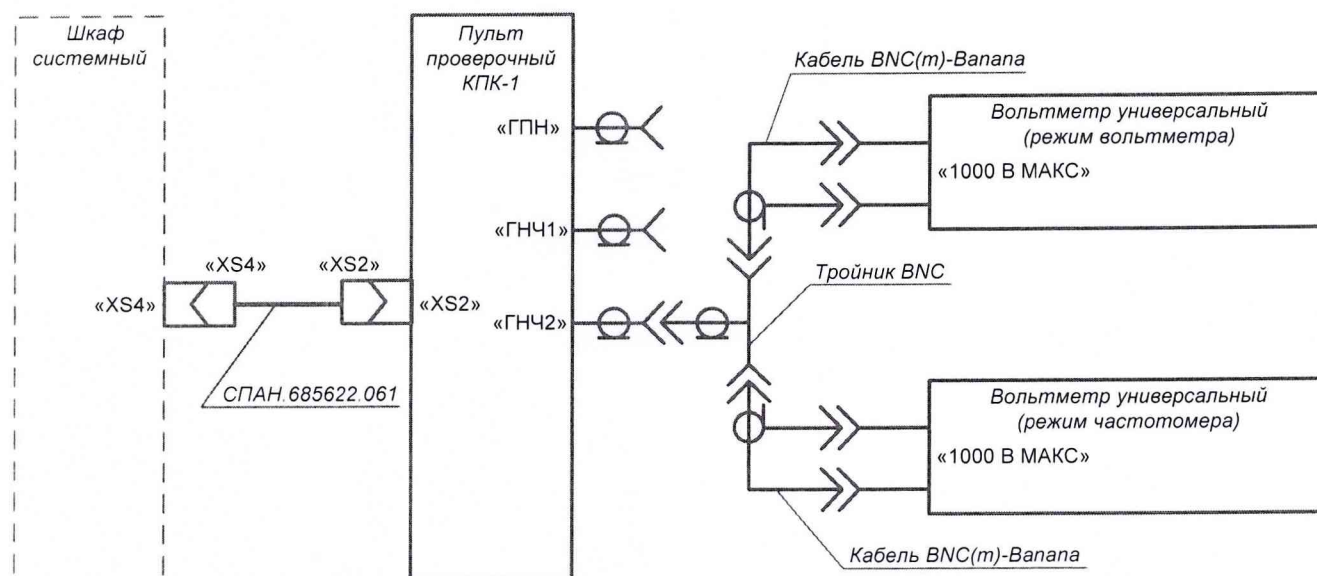 Шкаф
системный
Пульт
проверочный
КПК-1
«ГПН»
«ГНЧ1»
«ГНЧ2»
«XS4»
«XS4»
«XS2»
«XS2»
СПАН.685622.061
Кабель BNC(m)-Banana
Вольтметр универсальный
(режим вольтметра)
«1000 В МАКС»
Тройник BNC
Вольтметр универсальный
(режим частотомера)
«1000 В МАКС»
Кабель BNC(m)-Banana